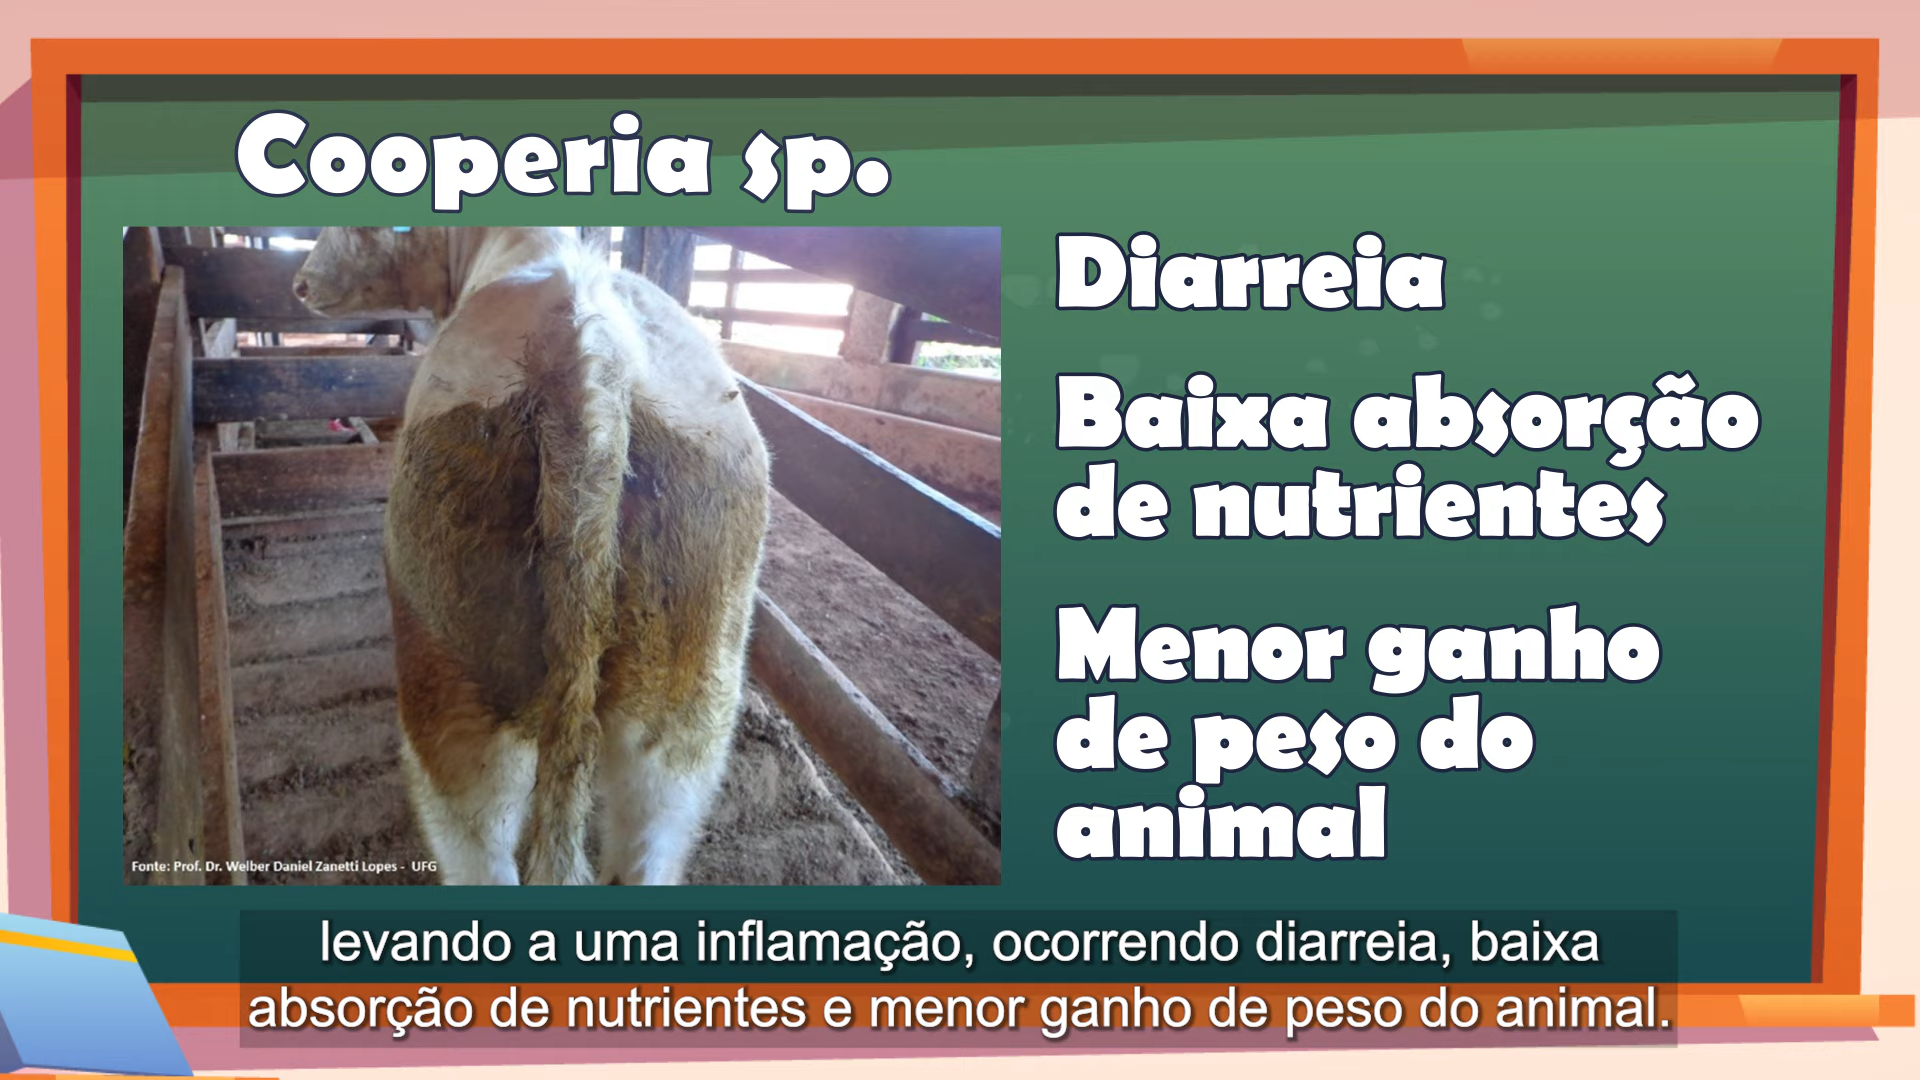 Cooperia sp.
Diarreia
Baixa absorção
de nutrientes
Menor ganho
de peso do
animal
Fonte: Prof. Dr. Welber Daniel Zanetti Lopes - UFG
levando a uma inflamação, ocorrendo diarreia, baixa
absorção de nutrientes e menor ganho de peso do animal.